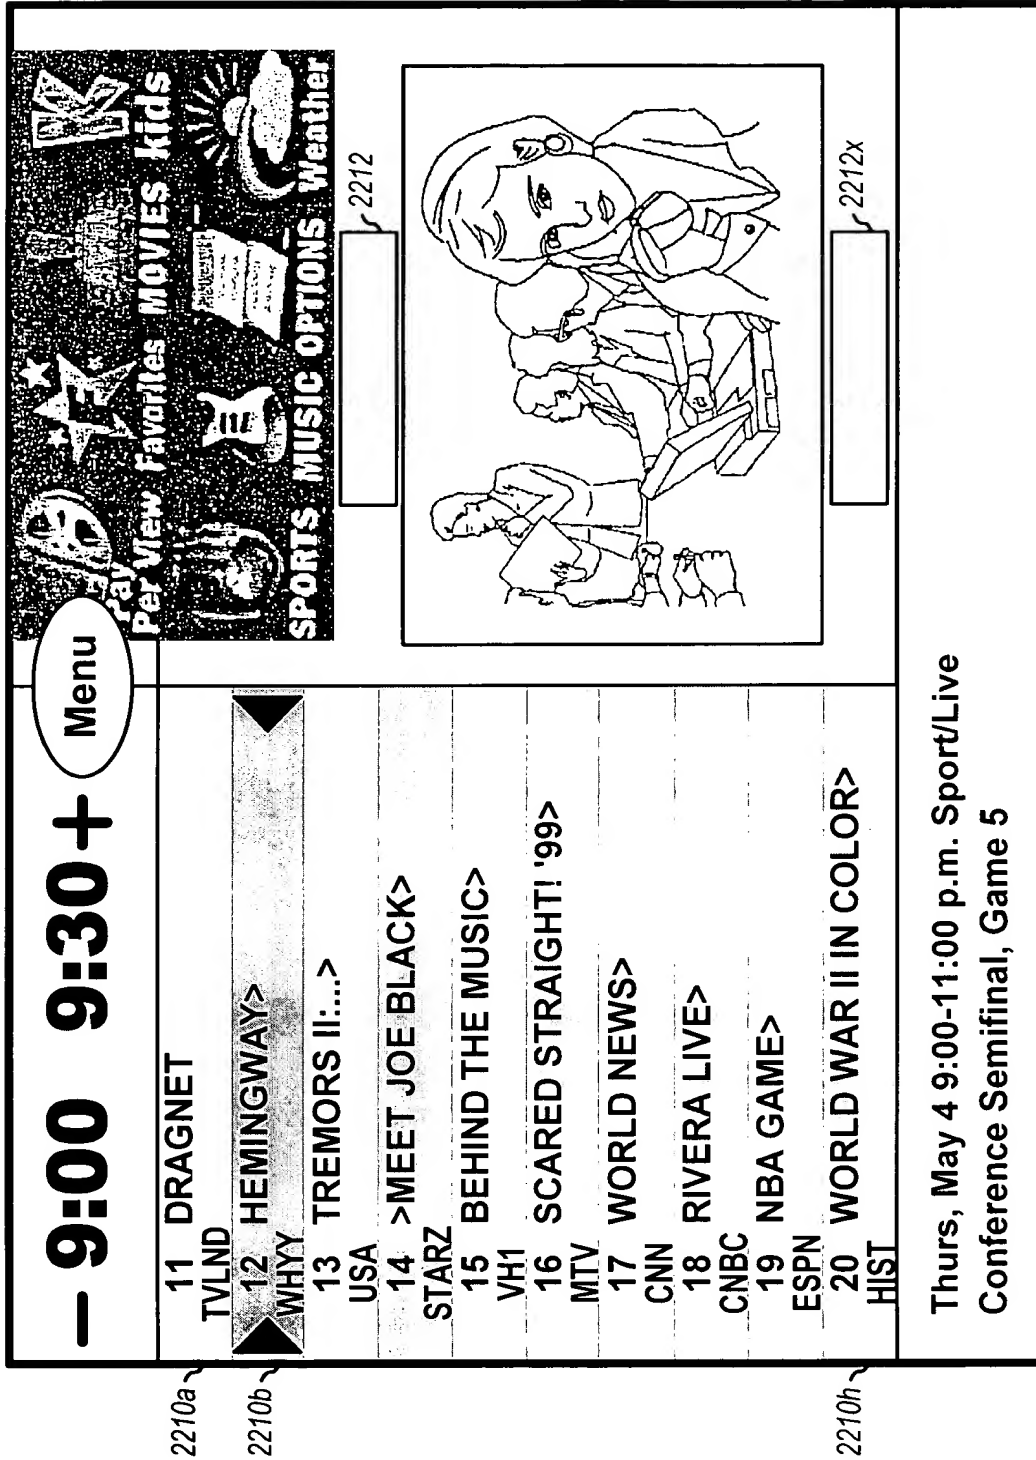 − 9:00 9:30+
Menu
Pay
Per View Favorites MOVIES kids
SPORTS MUSIC OPTIONS Weather
2210a
11 DRAGNET
TVLND
2210b
12 HEMINGWAY>
WHYY
13 TREMORS II:...>
USA
14 >MEET JOE BLACK>
STARZ
15 BEHIND THE MUSIC>
VH1
16 SCARED STRAIGHT! '99>
MTV
17 WORLD NEWS>
CNN
18 RIVERA LIVE>
CNBC
19 NBA GAME>
ESPN
2210h
20 WORLD WAR II IN COLOR>
HIST
2212
2212x
Thurs, May 4 9:00-11:00 p.m. Sport/Live
Conference Semifinal, Game 5